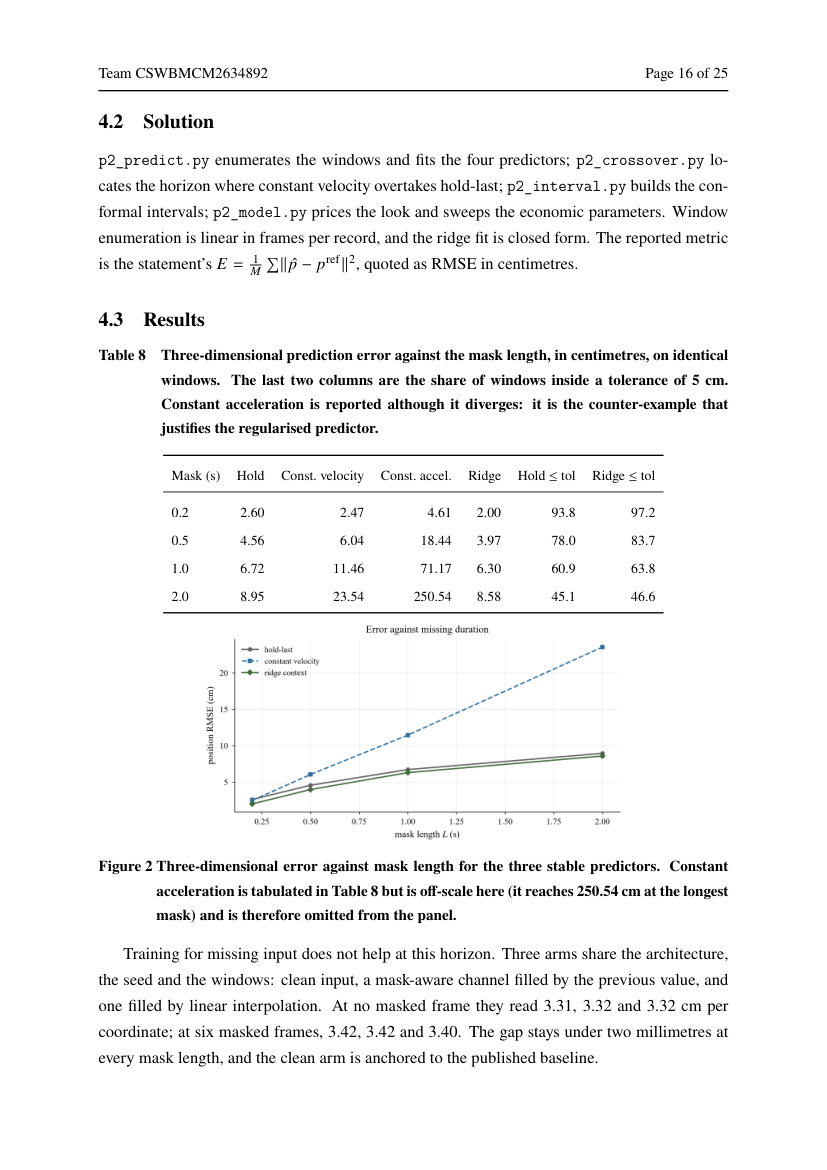 Team CSWBMCM2634892 Page 16 of 25
4.2 Solution
p2_predict.py enumerates the windows and fits the four predictors; p2_crossover.py lo-
cates the horizon where constant velocity overtakes hold-last; p2_interval.py builds the con-
formal intervals; p2_model.py prices the look and sweeps the economic parameters. Window
enumeration is linear in frames per record, and the ridge fit is closed form. The reported metric
is the statement's E = 1/M ∑‖p̂ − p^ref‖², quoted as RMSE in centimetres.
4.3 Results
Table 8 Three-dimensional prediction error against the mask length, in centimetres, on identical
windows. The last two columns are the share of windows inside a tolerance of 5 cm.
Constant acceleration is reported although it diverges: it is the counter-example that
justifies the regularised predictor.
Mask (s) Hold Const. velocity Const. accel. Ridge Hold ≤ tol Ridge ≤ tol
0.2 2.60 2.47 4.61 2.00 93.8 97.2
0.5 4.56 6.04 18.44 3.97 78.0 83.7
1.0 6.72 11.46 71.17 6.30 60.9 63.8
2.0 8.95 23.54 250.54 8.58 45.1 46.6
Error against missing duration
hold-last
constant velocity
ridge context
position RMSE (cm)
20
15
10
5
0.25 0.50 0.75 1.00 1.25 1.50 1.75 2.00
mask length L (s)
Figure 2 Three-dimensional error against mask length for the three stable predictors. Constant
acceleration is tabulated in Table 8 but is off-scale here (it reaches 250.54 cm at the longest
mask) and is therefore omitted from the panel.
Training for missing input does not help at this horizon. Three arms share the architecture,
the seed and the windows: clean input, a mask-aware channel filled by the previous value, and
one filled by linear interpolation. At no masked frame they read 3.31, 3.32 and 3.32 cm per
coordinate; at six masked frames, 3.42, 3.42 and 3.40. The gap stays under two millimetres at
every mask length, and the clean arm is anchored to the published baseline.